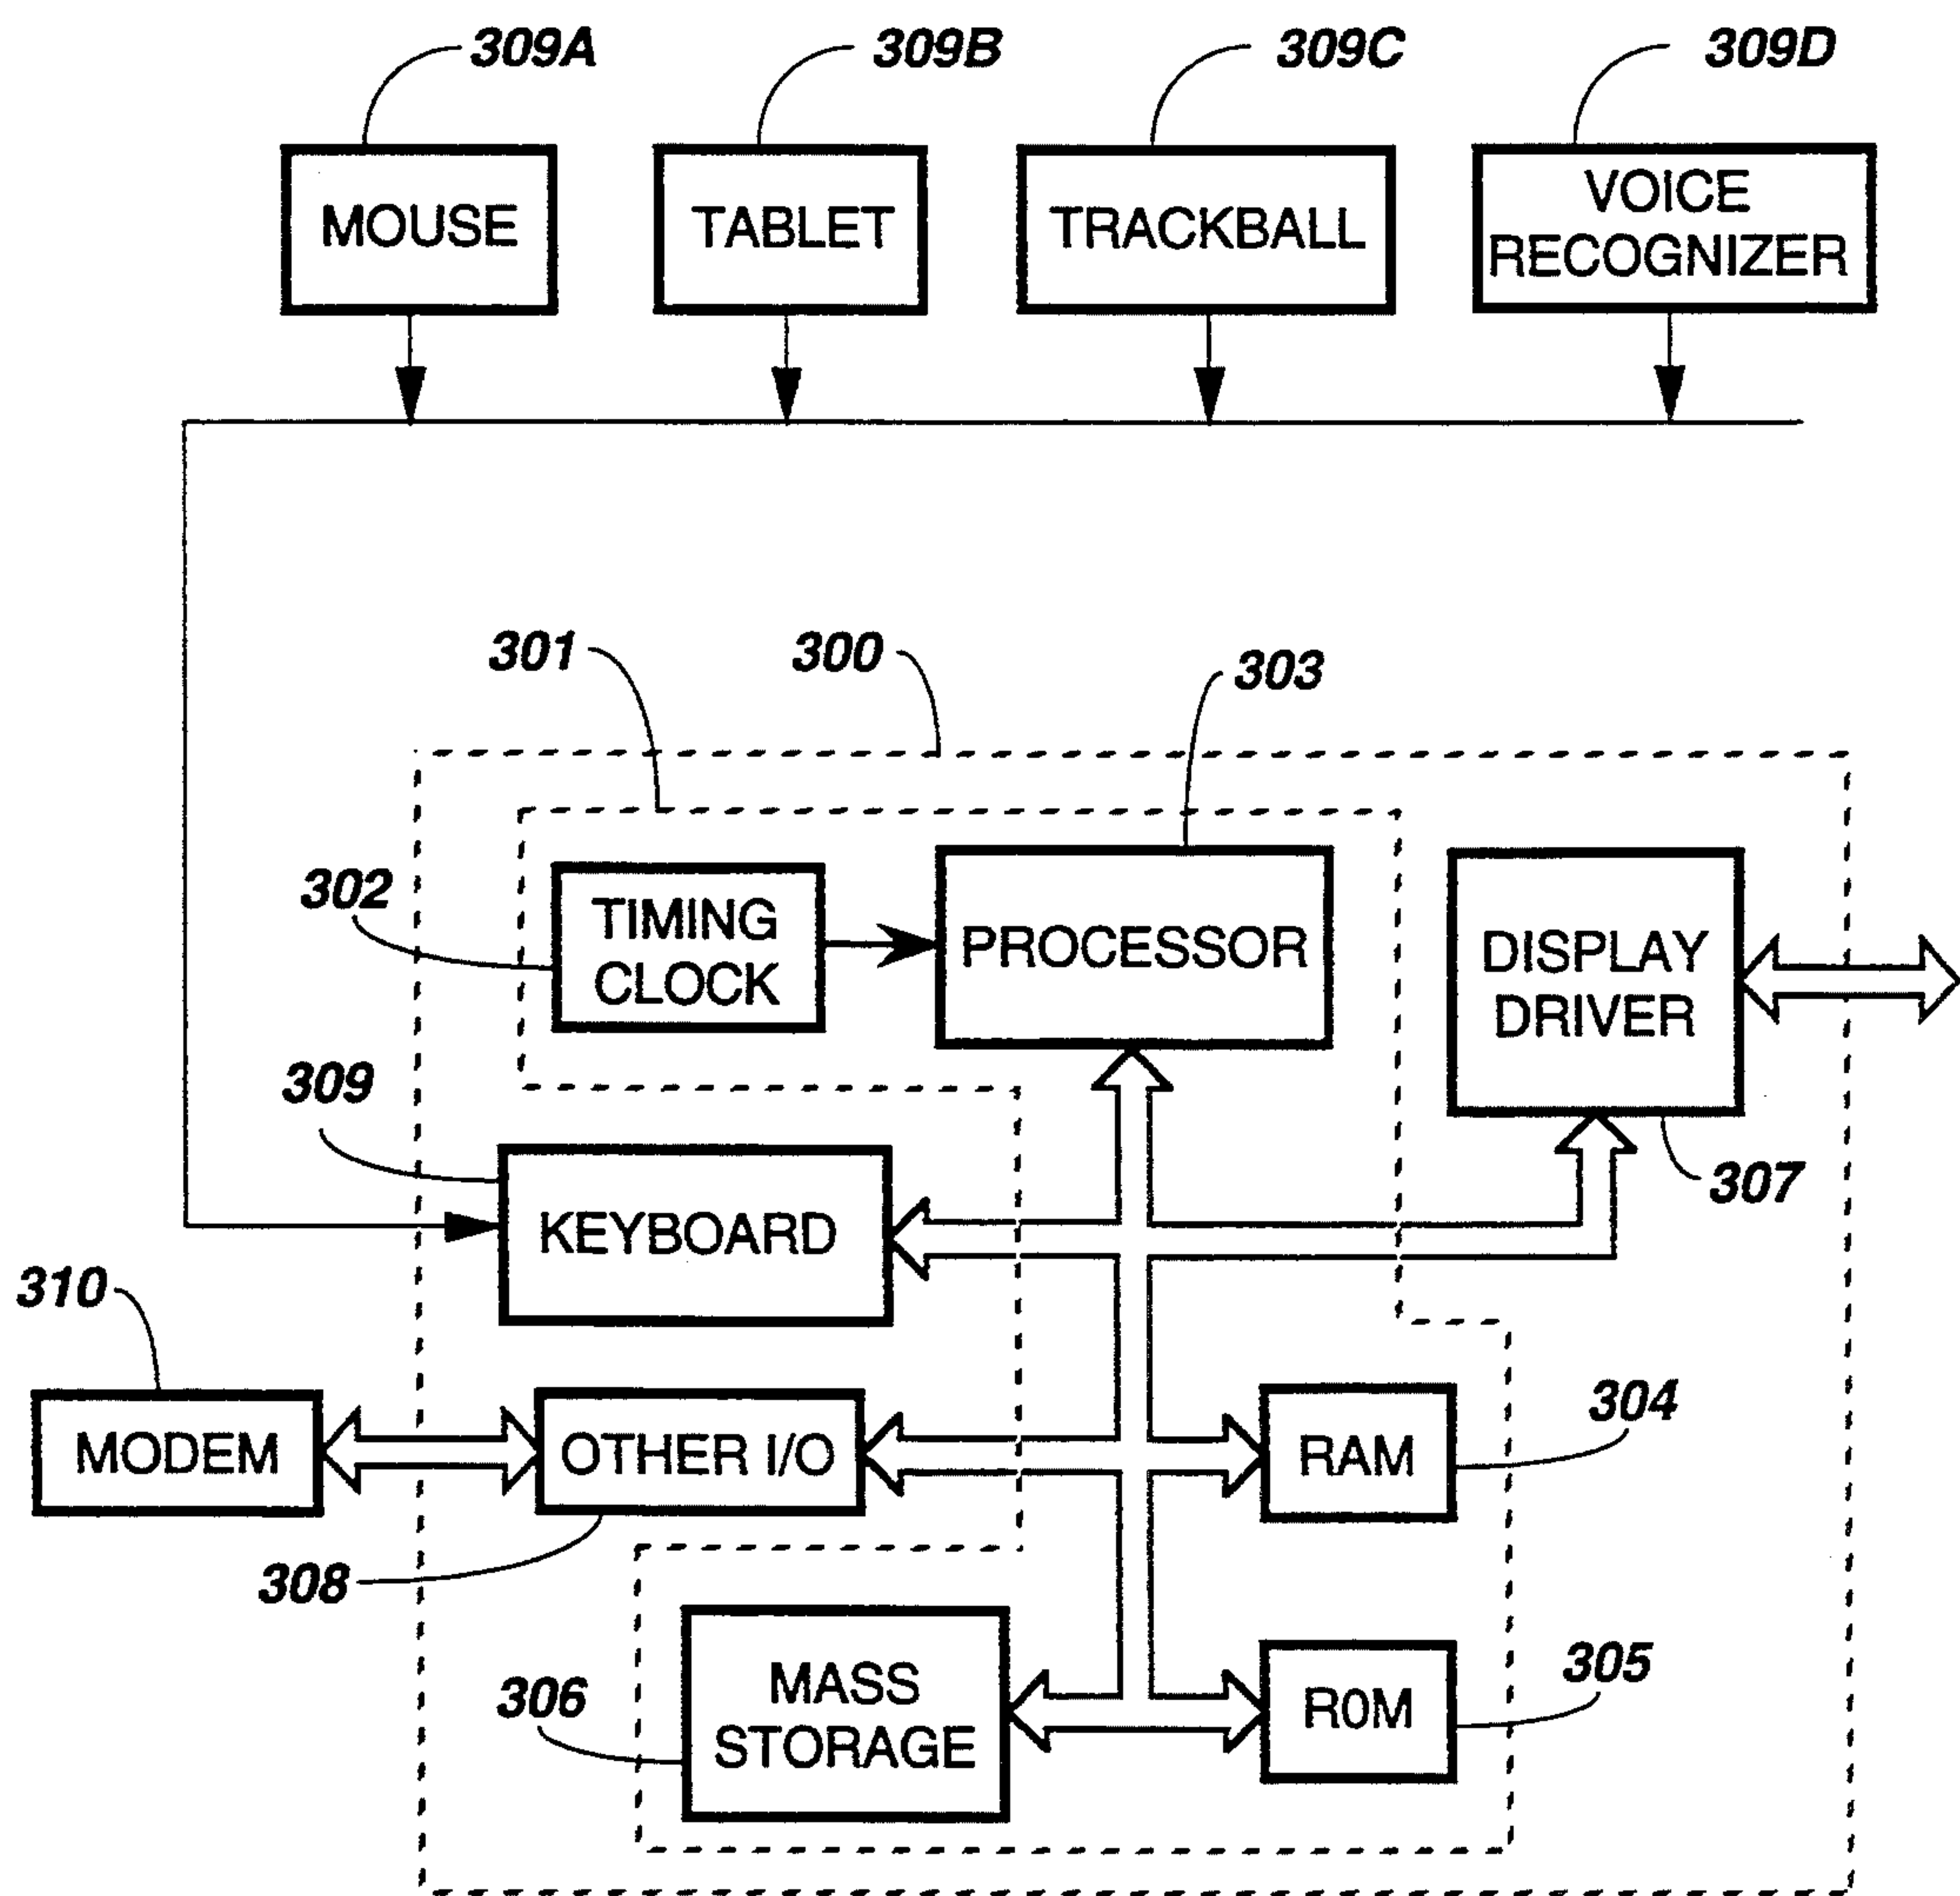 309A
309B
309C
309D
MOUSE
TABLET
TRACKBALL
VOICE
RECOGNIZER
301
300
303
302
TIMING
CLOCK
PROCESSOR
DISPLAY
DRIVER
309
307
KEYBOARD
310
MODEM
OTHER I/O
RAM
304
308
306
MASS
STORAGE
R0M
305